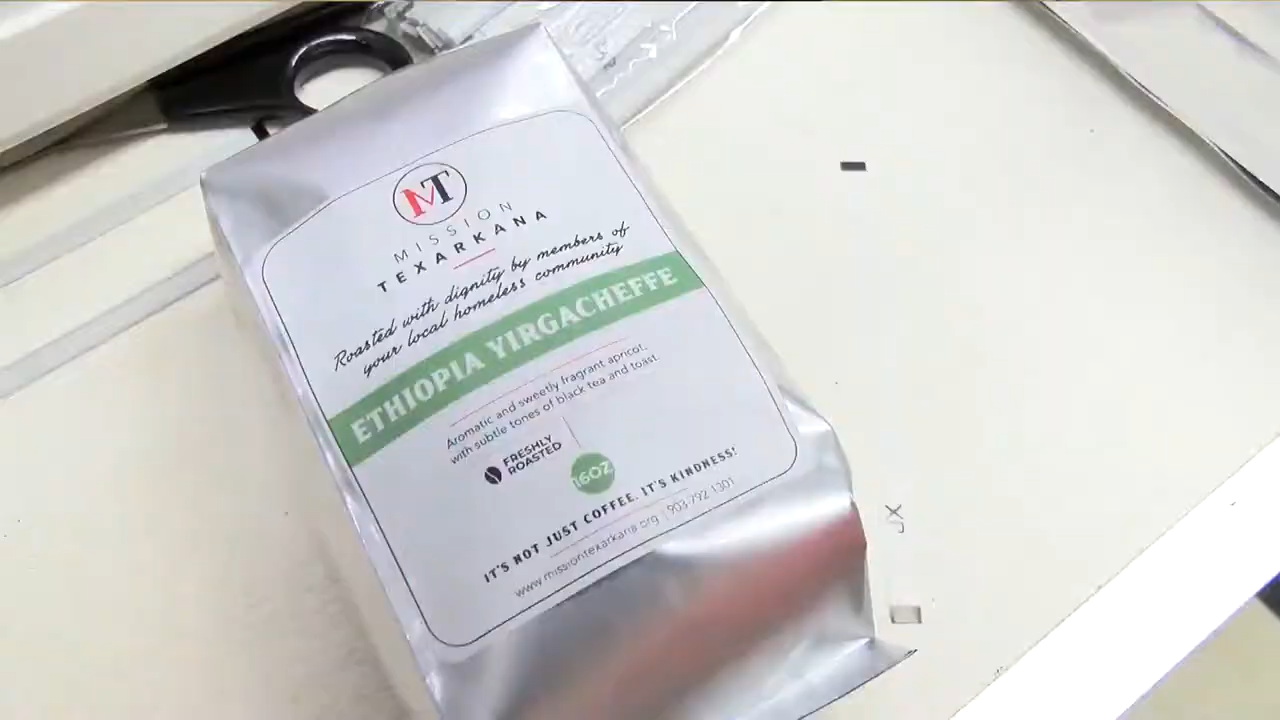 MT
MISSION
TEXARKANA
Roasted with dignity by members of
your local homeless community
ETHIOPIA YIRGACHEFFE
Aromatic and sweetly fragrant apricot,
with subtle tones of black tea and toast.
FRESHLY
ROASTED
16OZ
IT'S NOT JUST COFFEE, IT'S KINDNESS!
www.missiontexarkana.org | 903 792 1301
JX